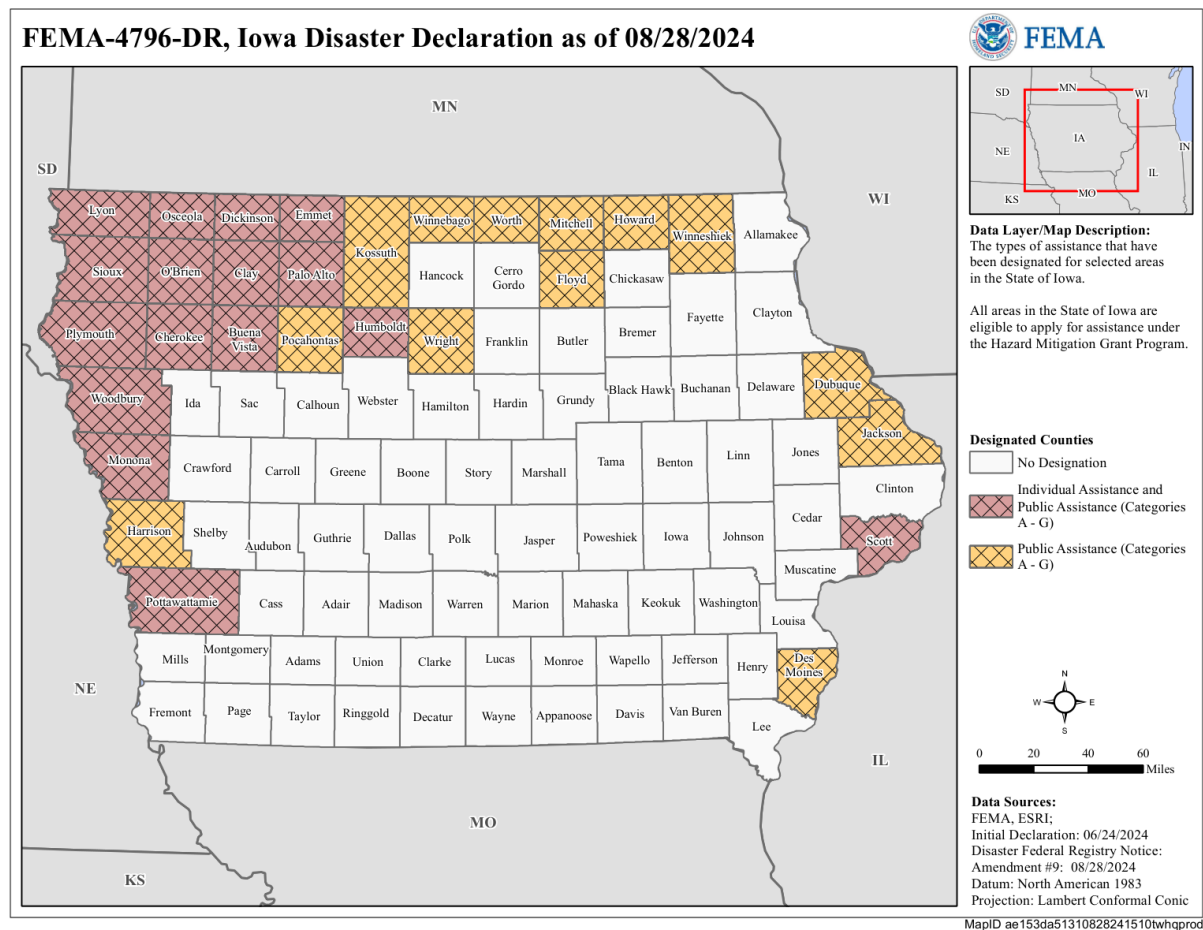 FEMA-4796-DR, Iowa Disaster Declaration as of 08/28/2024
FEMA
MN
SD
WI
Lyon
Osceola
Dickinson
Emmet
Kossuth
Winnebago
Worth
Mitchell
Howard
Winneshiek
Allamakee
Sioux
O'Brien
Clay
Palo Alto
Hancock
Cerro
Gordo
Floyd
Chickasaw
Fayette
Clayton
Plymouth
Cherokee
Buena
Vista
Pocahontas
Humboldt
Wright
Franklin
Butler
Bremer
Woodbury
Ida
Sac
Calhoun
Webster
Hamilton
Hardin
Grundy
Black Hawk
Buchanan
Delaware
Dubuque
Jackson
Monona
Crawford
Carroll
Greene
Boone
Story
Marshall
Tama
Benton
Linn
Jones
Clinton
Harrison
Shelby
Audubon
Guthrie
Dallas
Polk
Jasper
Poweshiek
Iowa
Johnson
Cedar
Scott
Muscatine
Pottawattamie
Cass
Adair
Madison
Warren
Marion
Mahaska
Keokuk
Washington
Louisa
Mills
Montgomery
Adams
Union
Clarke
Lucas
Monroe
Wapello
Jefferson
Henry
Des
Moines
Fremont
Page
Taylor
Ringgold
Decatur
Wayne
Appanoose
Davis
Van Buren
Lee
NE
IL
MO
KS
SD
MN
WI
NE
IA
IN
IL
KS
MO
Data Layer/Map Description:
The types of assistance that have
been designated for selected areas
in the State of Iowa.
All areas in the State of Iowa are
eligible to apply for assistance under
the Hazard Mitigation Grant Program.
Designated Counties
No Designation
Individual Assistance and
Public Assistance (Categories
A - G)
Public Assistance (Categories
A - G)
N
W E
S
0 20 40 60
Miles
Data Sources:
FEMA, ESRI;
Initial Declaration: 06/24/2024
Disaster Federal Registry Notice:
Amendment #9: 08/28/2024
Datum: North American 1983
Projection: Lambert Conformal Conic
MapID ae153da51310828241510twhqprod